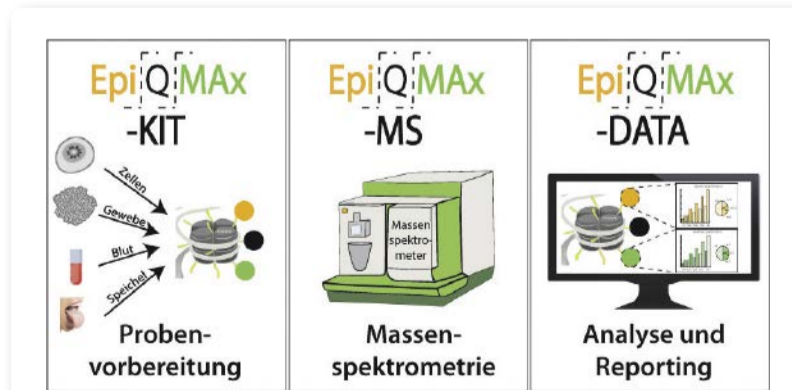 EpiQMAx
-KIT
Zellen
Gewebe
Blut
Speichel
Proben-
vorbereitung
EpiQMAx
-MS
Massen
spektro-
meter
Massen-
spektrometrie
EpiQMAx
-DATA
Analyse und
Reporting